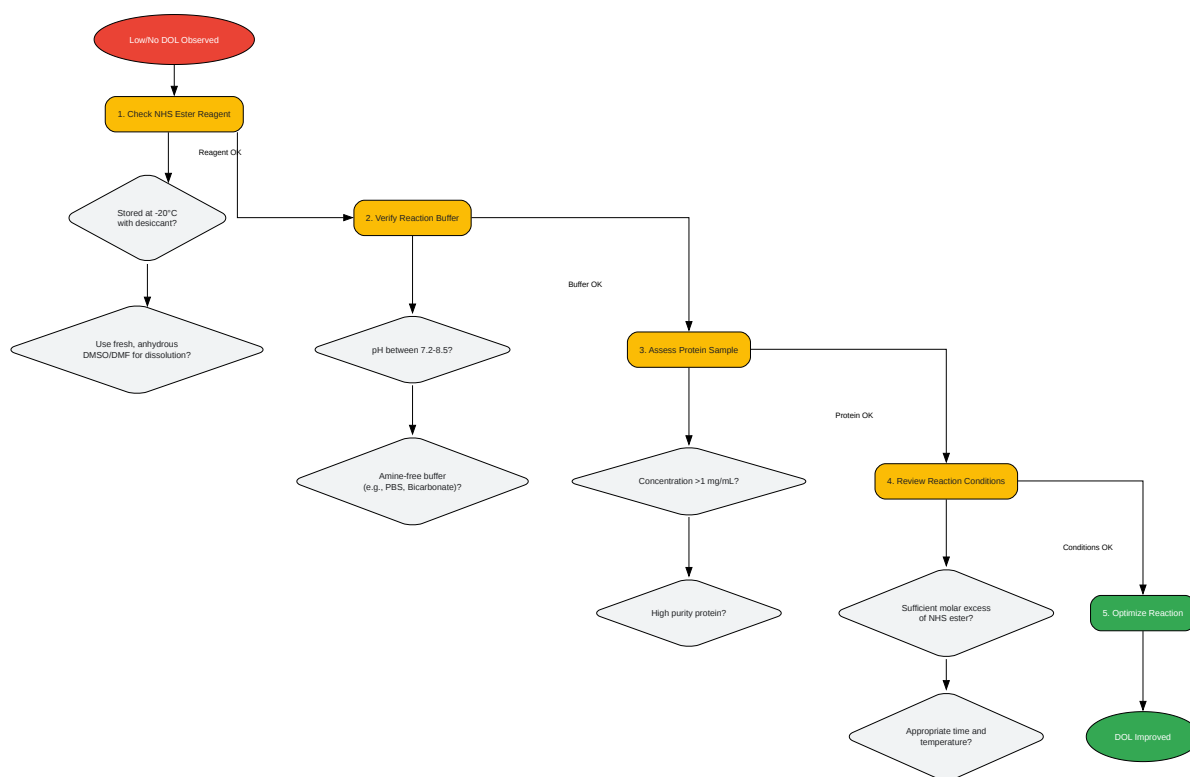 Low/No DOL Observed
1. Check NHS Ester Reagent
Reagent OK
Stored at -20°C
with desiccant?
Use fresh, anhydrous
DMSO/DMF for dissolution?
2. Verify Reaction Buffer
Buffer OK
pH between 7.2-8.5?
Amine-free buffer
(e.g., PBS, Bicarbonate)?
3. Assess Protein Sample
Protein OK
Concentration >1 mg/mL?
High purity protein?
4. Review Reaction Conditions
Conditions OK
Sufficient molar excess
of NHS ester?
Appropriate time and
temperature?
5. Optimize Reaction
DOL Improved